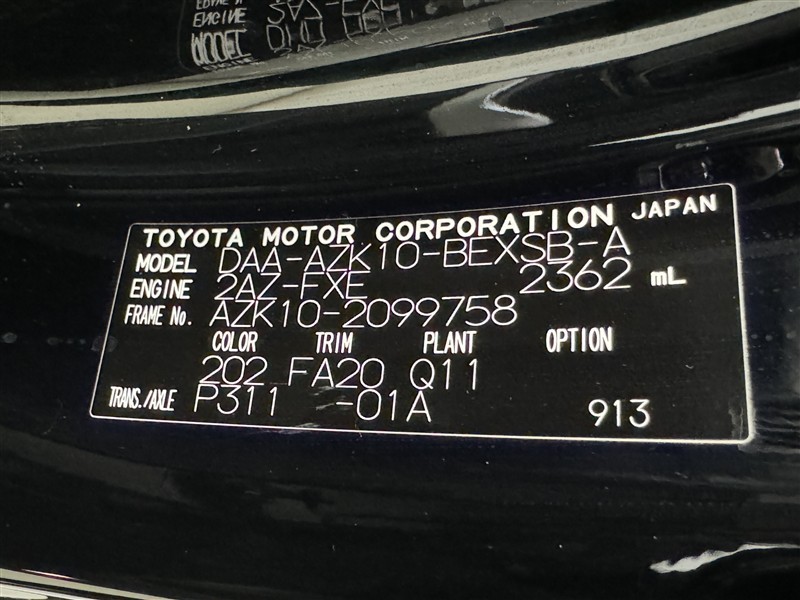 TOYOTA MOTOR CORPORATION JAPAN
MODEL DAA-AZK10-BEXSB-A
ENGINE 2AZ-FXE 2362 mL
FRAME No. AZK10-2099758
COLOR TRIM PLANT OPTION
202 FA20 Q11
TRANS./AXLE P311 -01A 913